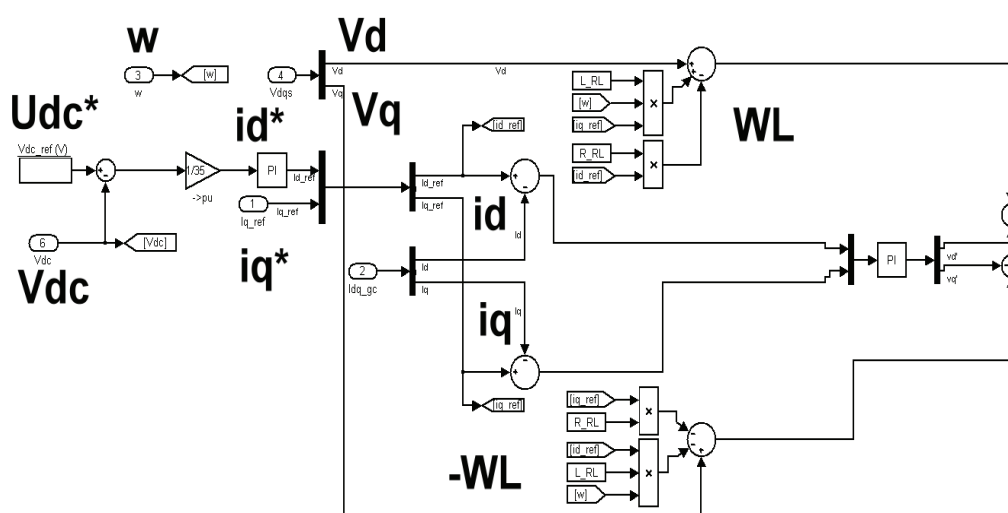 w
3
w
[w]
4
Vdqs
Vd
Vd
Vq
Vd
Vq
L_RL
[w]
[iq_ref]
×
R_RL
[id_ref]
×
WL
Udc*
Vdc_ref (V)
1/35
->pu
id*
PI
Id_ref
1
Iq_ref
Iq_ref
iq*
6
Vdc
[Vdc]
Vdc
[id_ref]
Id_ref
Iq_ref
id
Id
2
Idq_gc
Id
Iq
iq
Iq
[iq_ref]
PI
vd'
vq'
[iq_ref]
R_RL
×
[id_ref]
L_RL
[w]
×
-WL